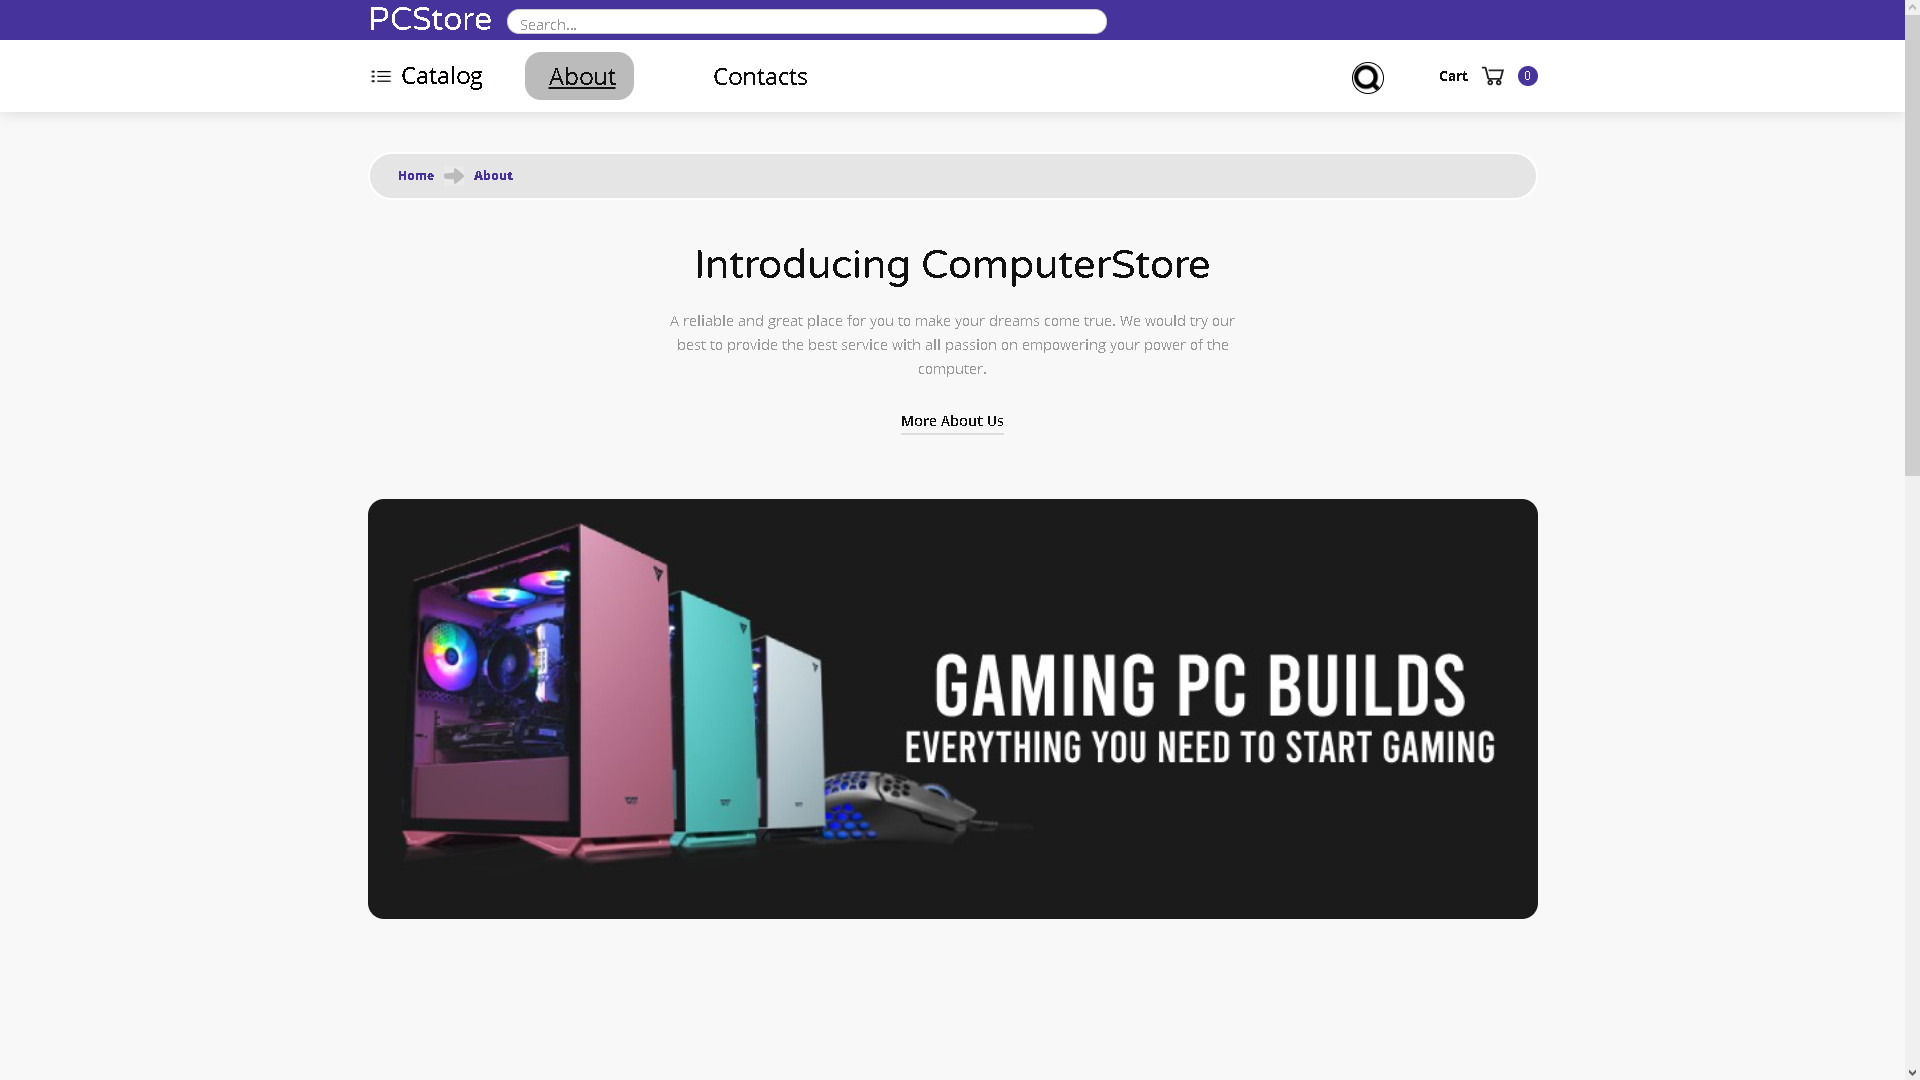 PCStore
Search...
Catalog
About
Contacts
Cart
0
Home
About
Introducing ComputerStore
A reliable and great place for you to make your dreams come true. We would try our
best to provide the best service with all passion on empowering your power of the
computer.
More About Us
GAMING PC BUILDS
EVERYTHING YOU NEED TO START GAMING